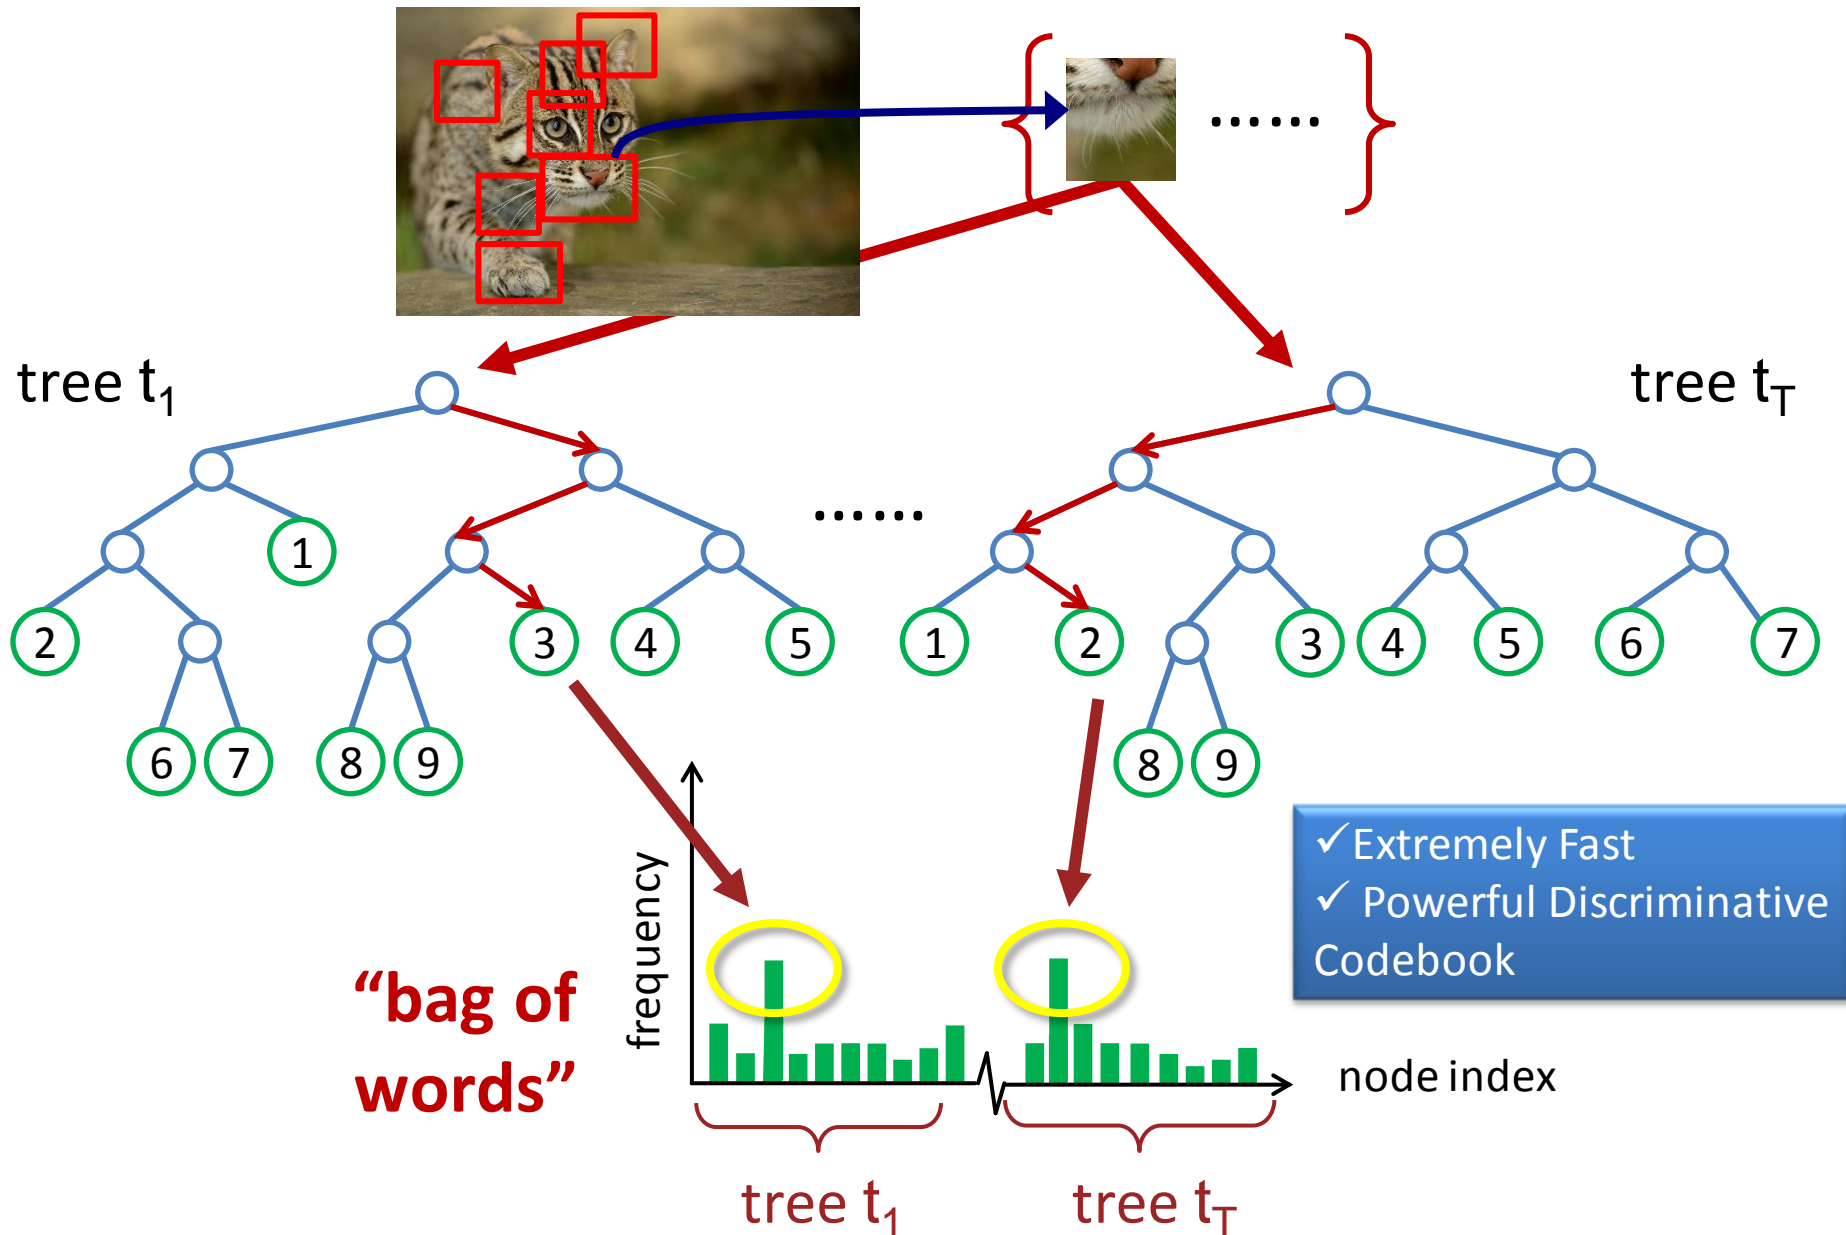 ……
tree t1
tree tT
……
1
2
3
4
5
1
2
3
4
5
6
7
6
7
8
9
8
9
✓Extremely Fast
✓ Powerful Discriminative
Codebook
frequency
“bag of
words”
node index
tree t1
tree tT